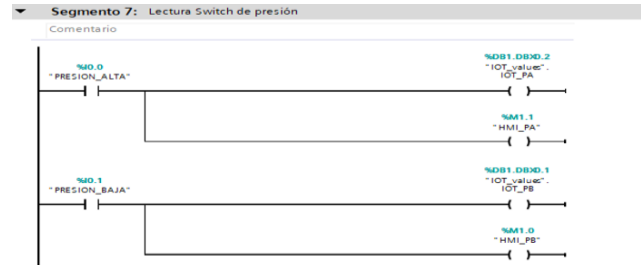 Segmento 7: Lectura Switch de presión
Comentario
%I0.0
"PRESION_ALTA"
%DB1.DBX0.2
"IOT_values".
IOT_PA
%M1.1
"HMI_PA"
%I0.1
"PRESION_BAJA"
%DB1.DBX0.1
"IOT_values".
IOT_PB
%M1.0
"HMI_PB"